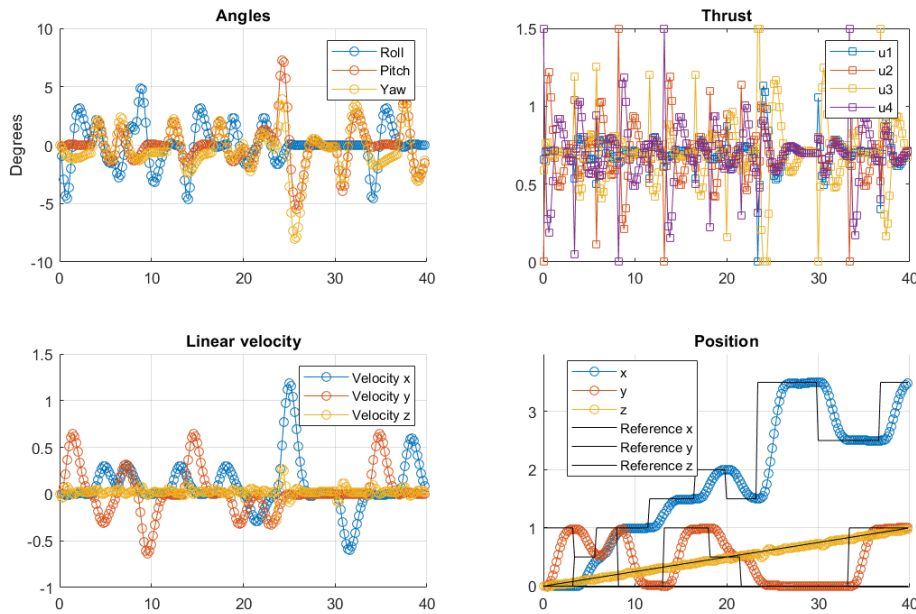 Angles
10
5
0
-5
-10
Degrees
Roll
Pitch
Yaw
0 10 20 30 40
Thrust
1.5
1
0.5
0
u1
u2
u3
u4
0 10 20 30 40
Linear velocity
1.5
1
0.5
0
-0.5
-1
Velocity x
Velocity y
Velocity z
0 10 20 30 40
Position
3
2
1
0
x
y
z
Reference x
Reference y
Reference z
0 10 20 30 40